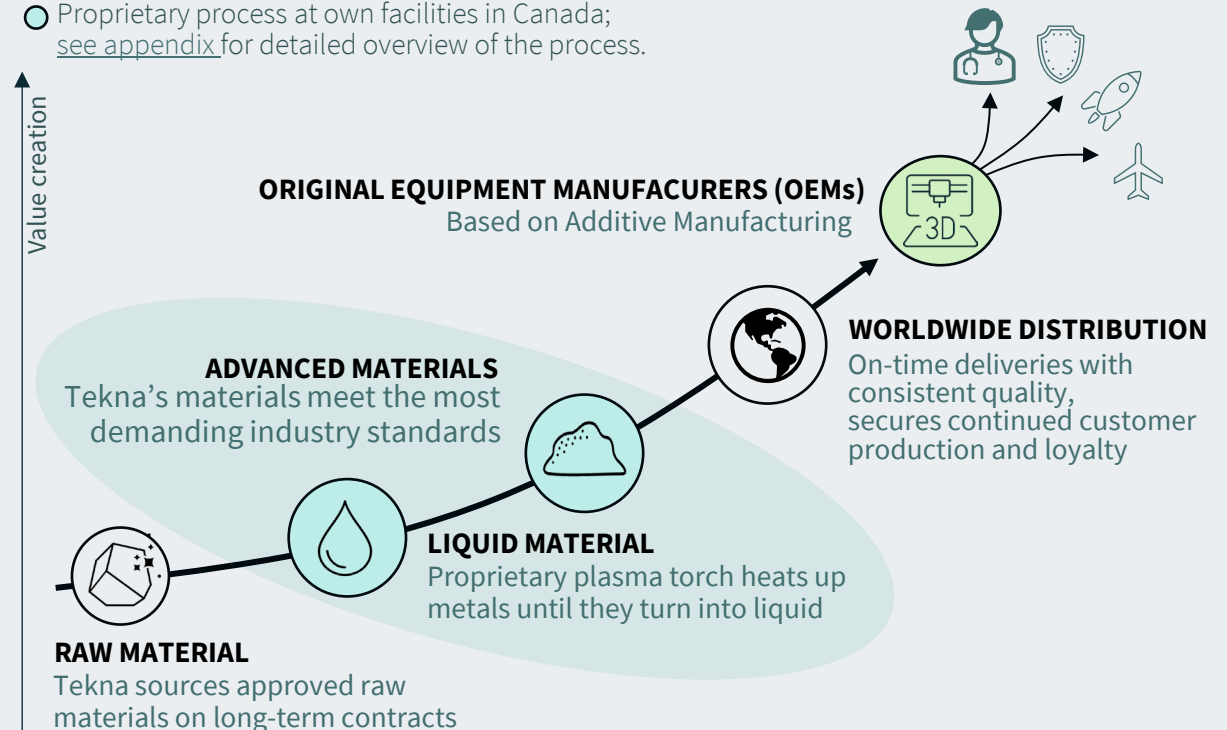 Proprietary process at own facilities in Canada;
see appendix for detailed overview of the process.
Value creation
ORIGINAL EQUIPMENT MANUFACURERS (OEMs)
Based on Additive Manufacturing
3D
WORLDWIDE DISTRIBUTION
On-time deliveries with
consistent quality,
secures continued customer
production and loyalty
ADVANCED MATERIALS
Tekna's materials meet the most
demanding industry standards
LIQUID MATERIAL
Proprietary plasma torch heats up
metals until they turn into liquid
RAW MATERIAL
Tekna sources approved raw
materials on long-term contracts